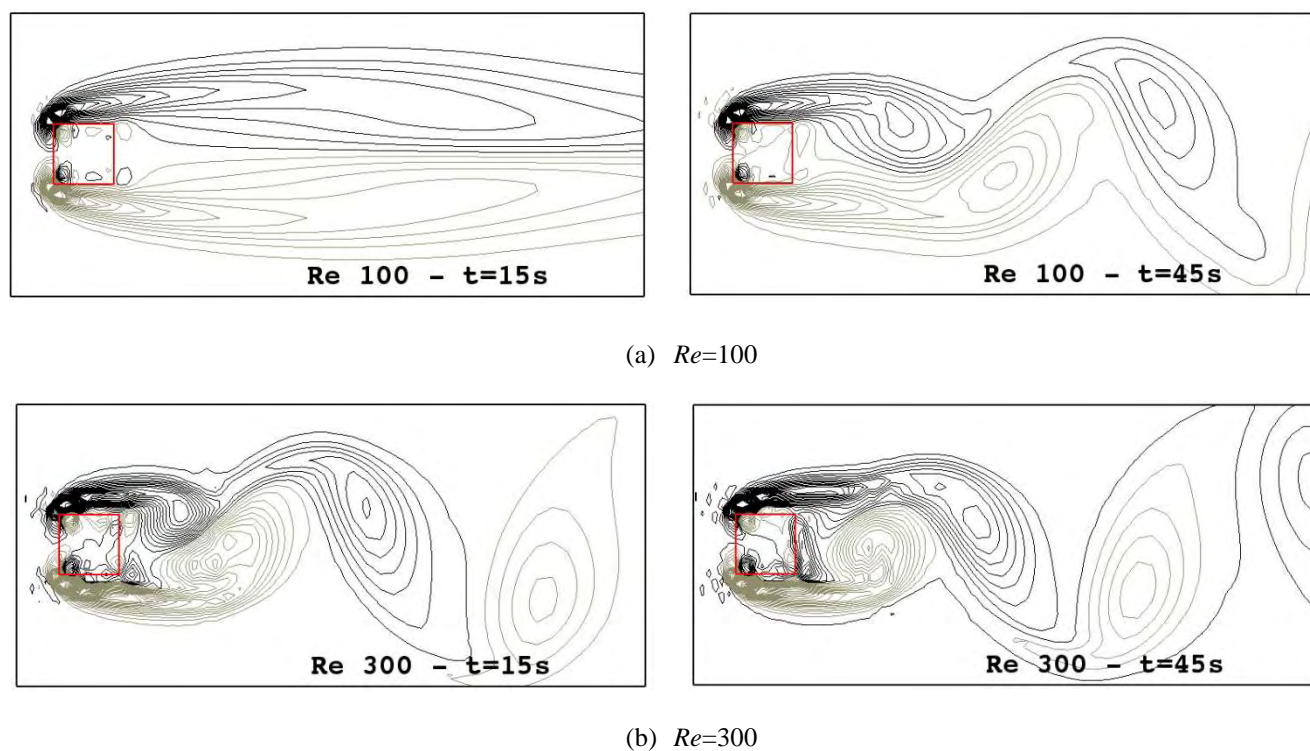 Re 100 - t=15s
Re 100 - t=45s
(a) Re=100
Re 300 - t=15s
Re 300 - t=45s
(b) Re=300